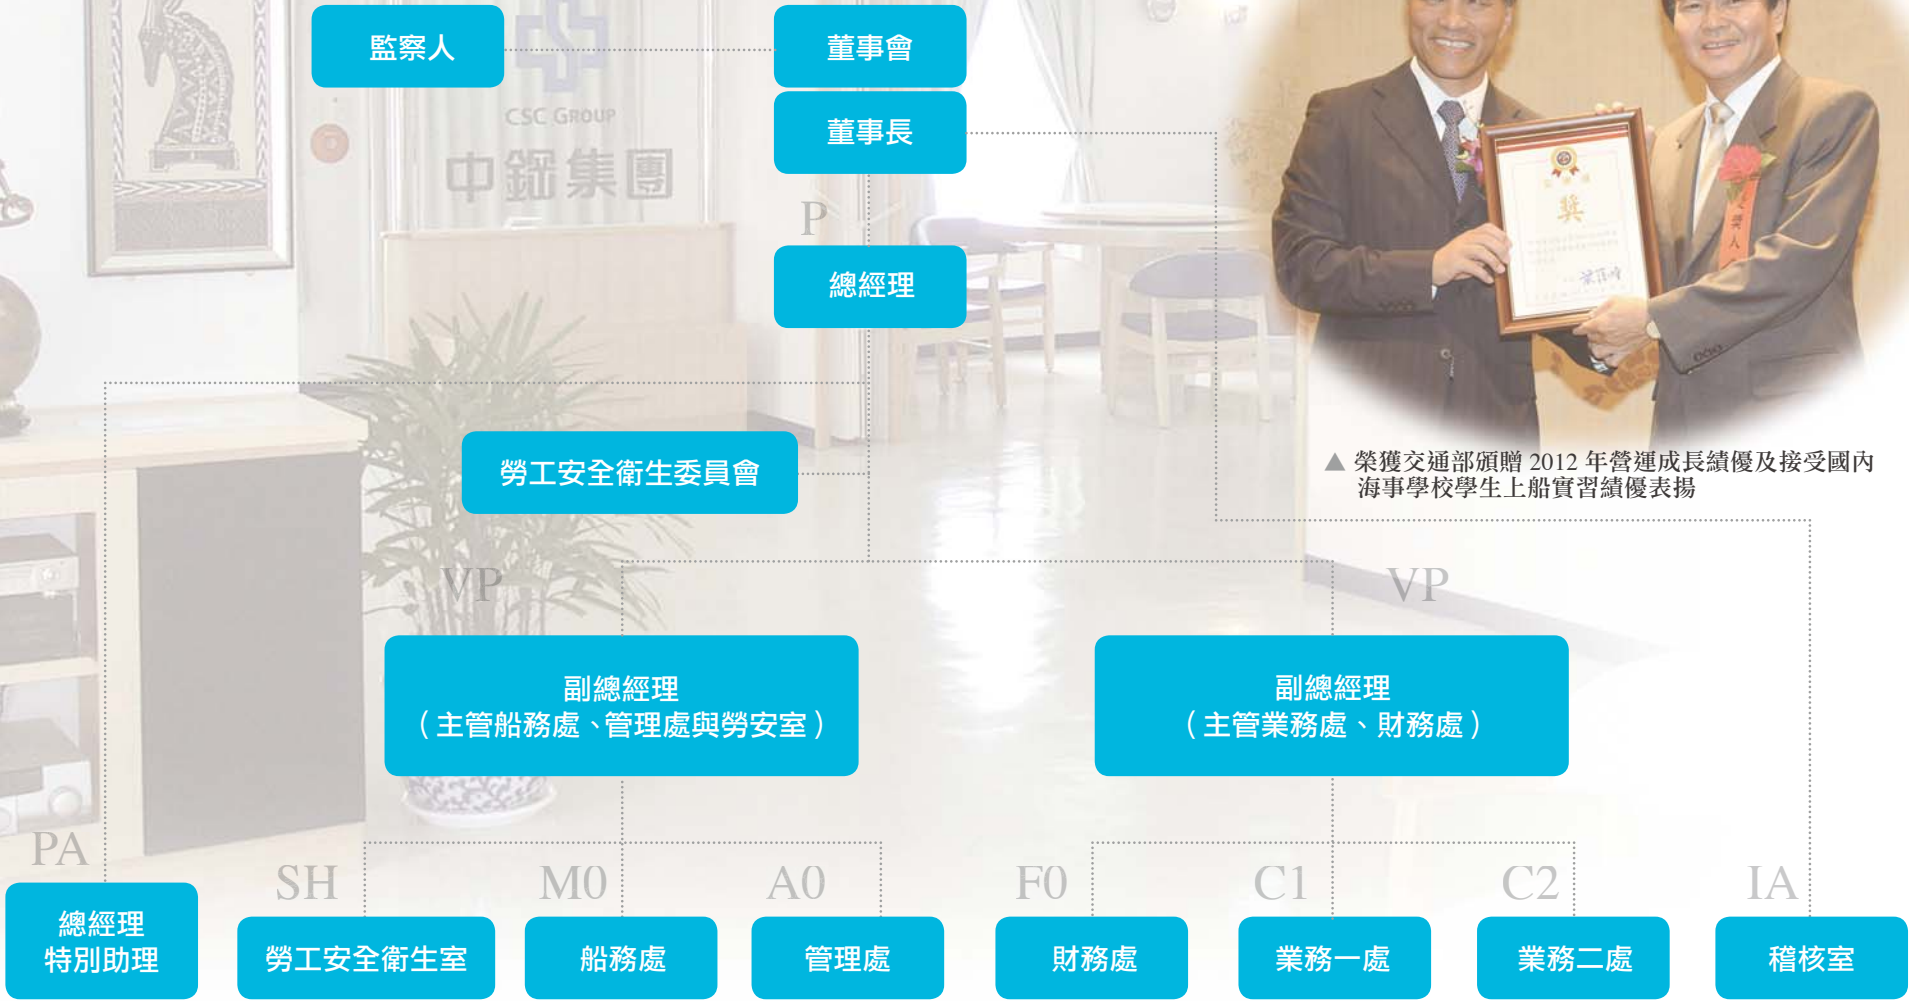 監察人
董事會
CSC GROUP
中鋼集團
董事長
P
總經理
獎
勞工安全衛生委員會
▲ 榮獲交通部頒贈 2012 年營運成長績優及接受國內
海事學校學生上船實習績優表揚
VP
VP
副總經理
（主管船務處、管理處與勞安室）
副總經理
（主管業務處、財務處）
PA
SH
M0
A0
F0
C1
C2
IA
總經理
特別助理
勞工安全衛生室
船務處
管理處
財務處
業務一處
業務二處
稽核室